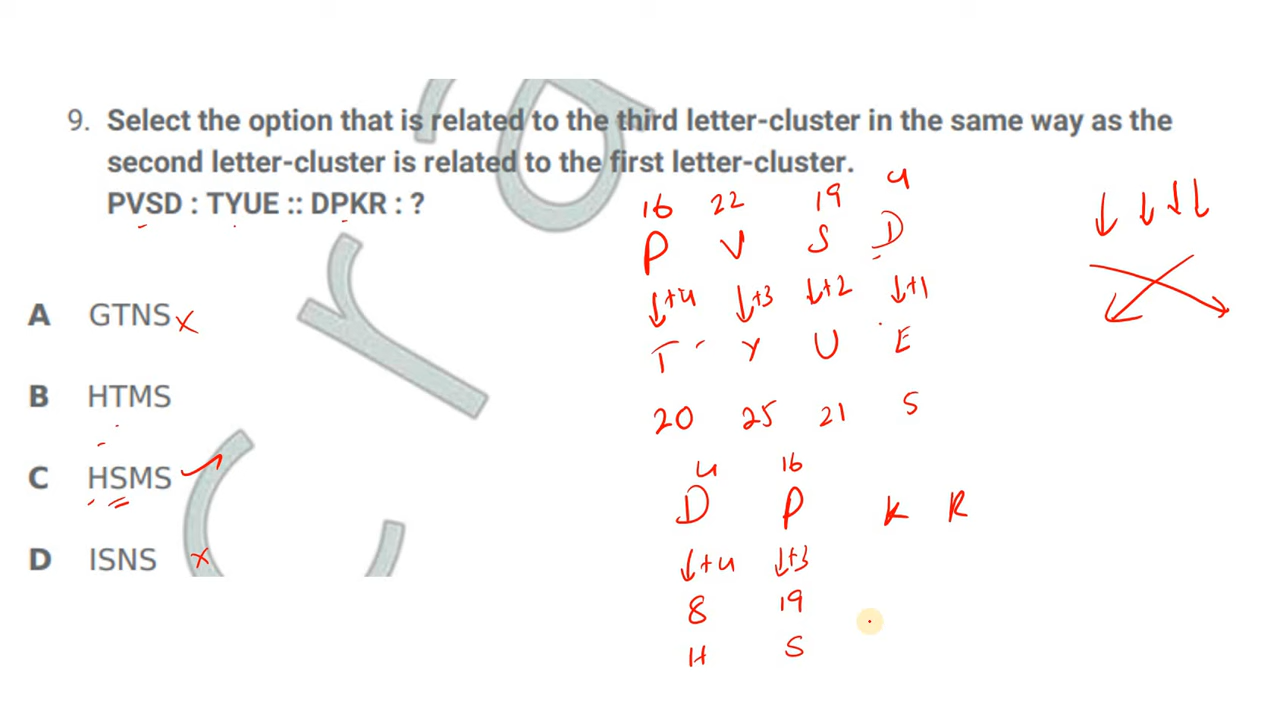 9. Select the option that is related to the third letter-cluster in the same way as the
second letter-cluster is related to the first letter-cluster.
PVSD : TYUE :: DPKR : ?
A GTNS x
B HTMS
C HSMS
D ISNS x
16 22 19 4
P V S D
+4 +3 +2 +1
T Y U E
20 25 21 5
4 16
D P K R
+4 +3
8 19
H S